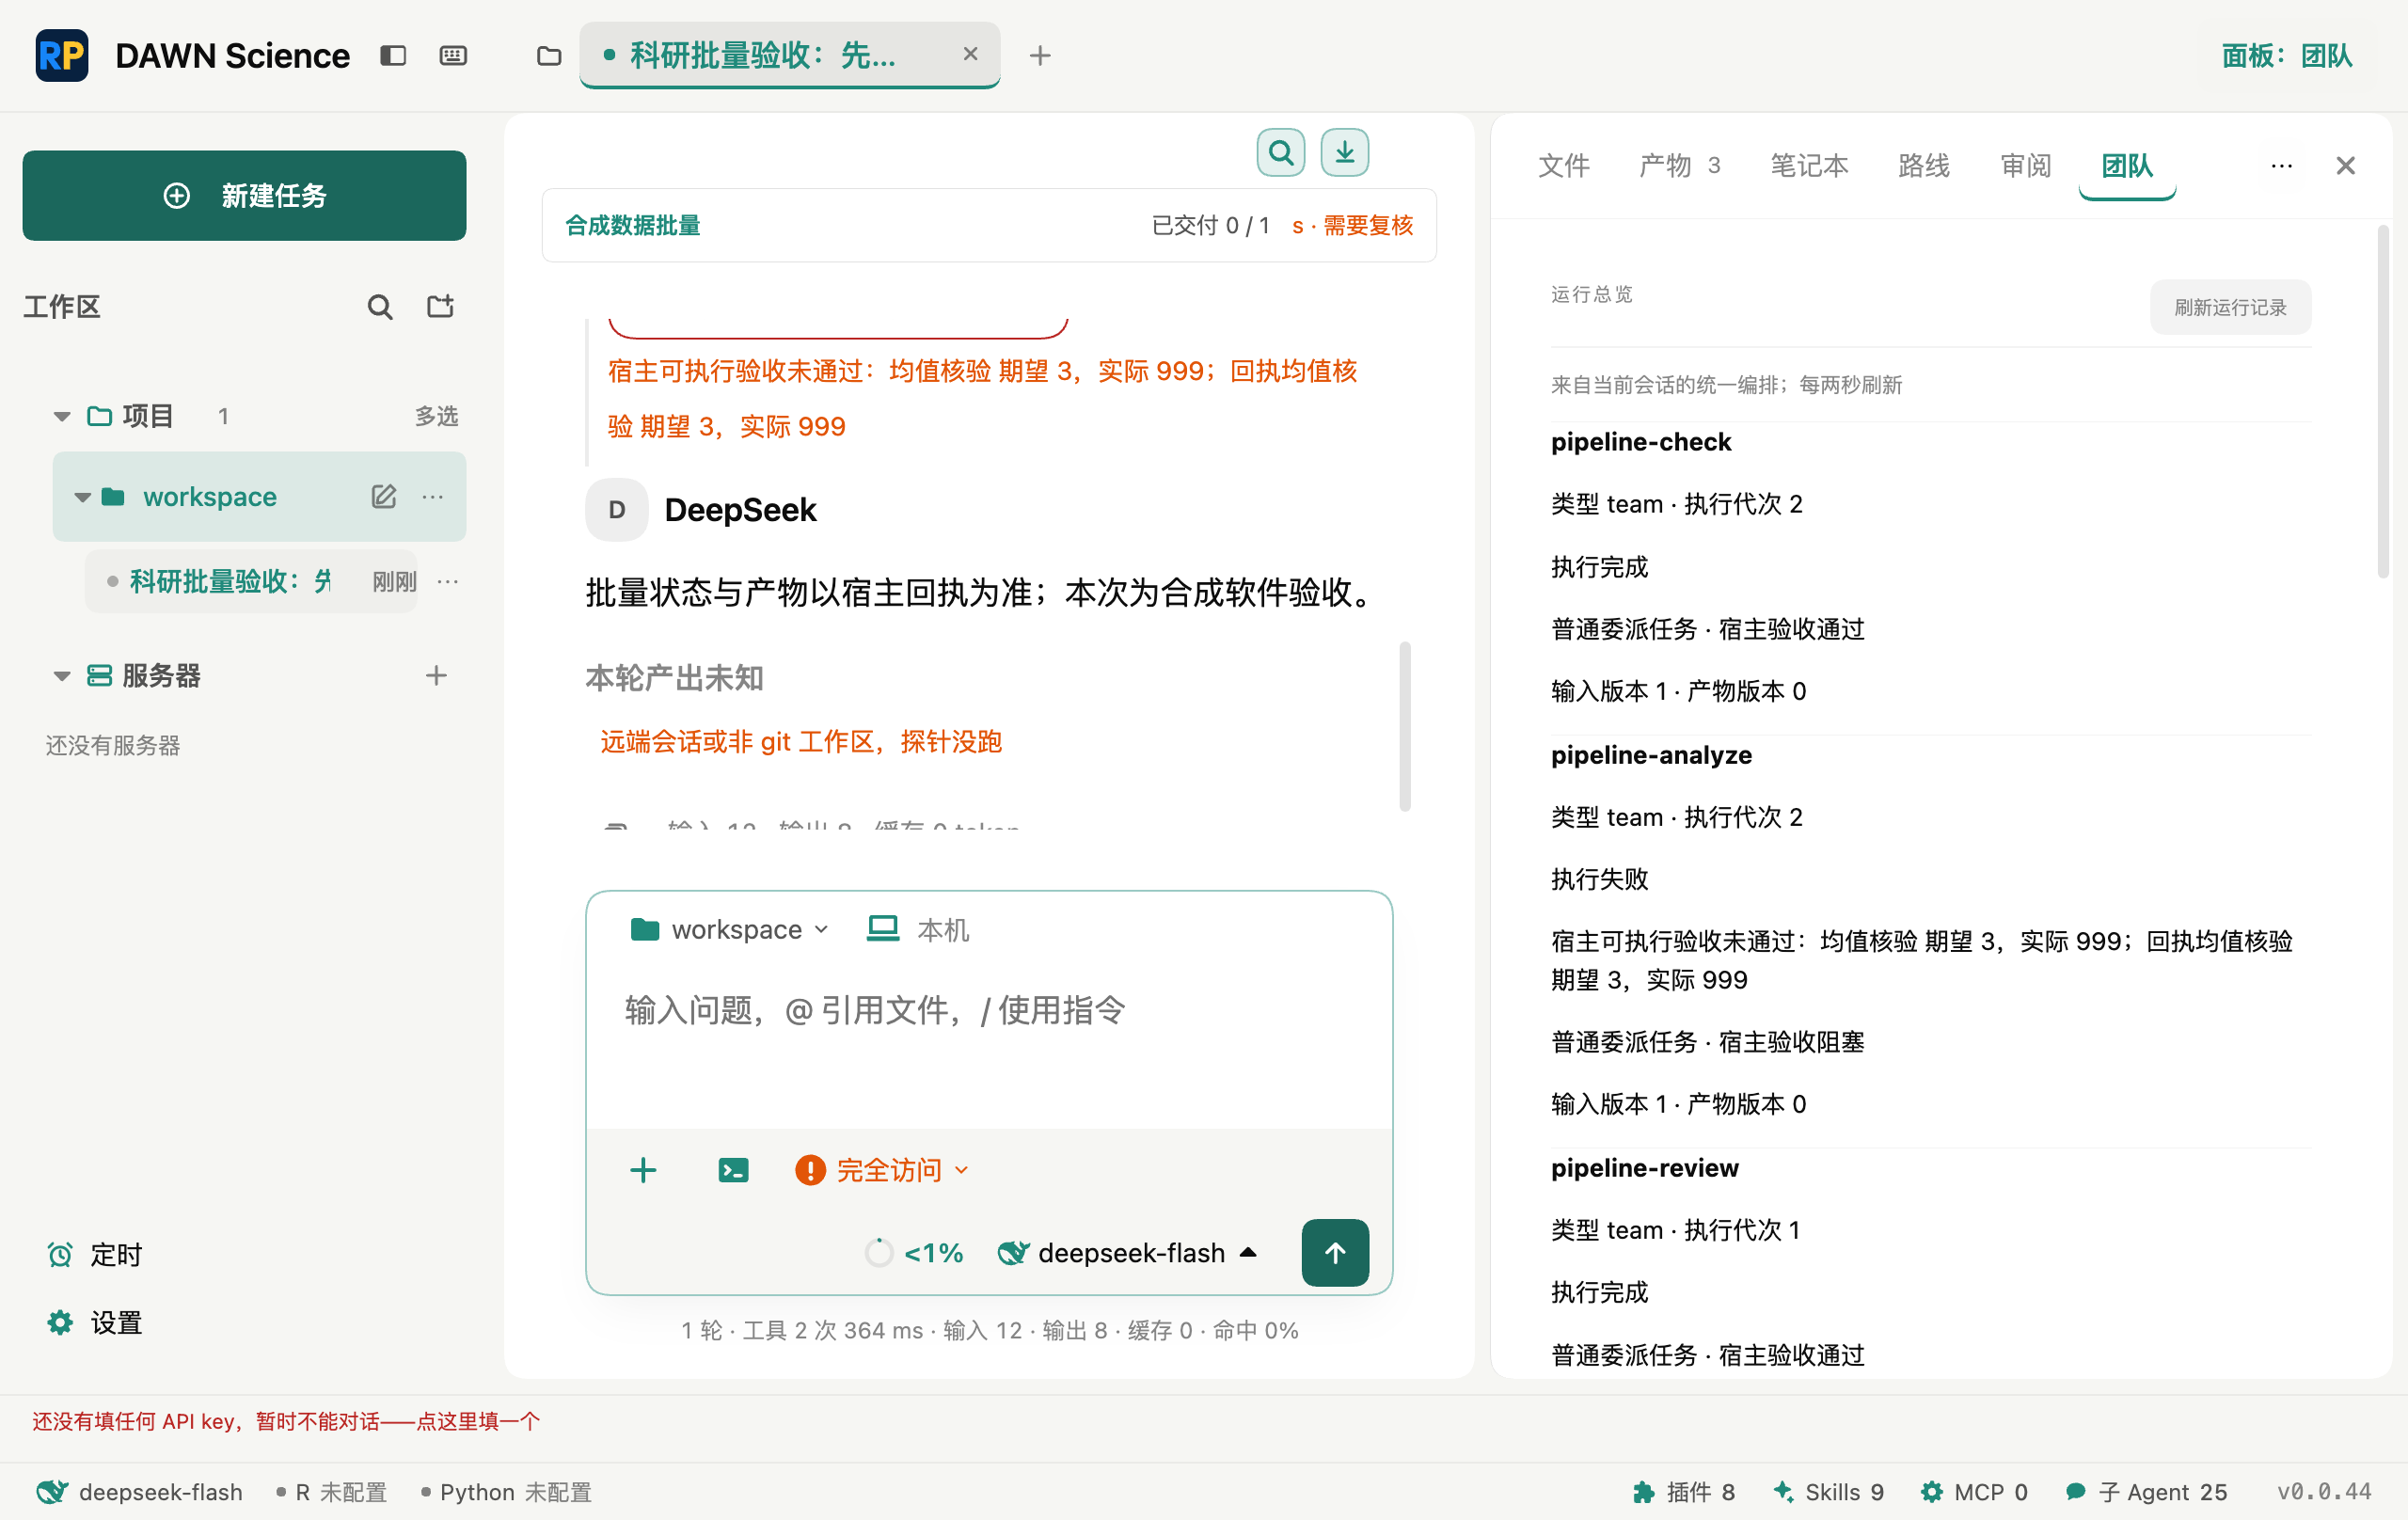 RP DAWN Science
科研批量验收：先...
面板：团队
新建任务
工作区
项目 1 多选
workspace
科研批量验收： 刚刚
服务器
还没有服务器
定时
设置
合成数据批量 已交付 0 / 1 s · 需要复核
宿主可执行验收未通过：均值核验 期望 3，实际 999；回执均值核
验 期望 3，实际 999
D DeepSeek
批量状态与产物以宿主回执为准；本次为合成软件验收。
本轮产出未知
远端会话或非 git 工作区，探针没跑
输入 12 · 输出 8 · 缓存 0 token
workspace 本机
输入问题，@ 引用文件，/ 使用指令
完全访问
<1% deepseek-flash
1 轮 · 工具 2 次 364 ms · 输入 12 · 输出 8 · 缓存 0 · 命中 0%
文件 产物 3 笔记本 路线 审阅 团队
运行总览
刷新运行记录
来自当前会话的统一编排；每两秒刷新
pipeline-check
类型 team · 执行代次 2
执行完成
普通委派任务 · 宿主验收通过
输入版本 1 · 产物版本 0
pipeline-analyze
类型 team · 执行代次 2
执行失败
宿主可执行验收未通过：均值核验 期望 3，实际 999；回执均值核验
期望 3，实际 999
普通委派任务 · 宿主验收阻塞
输入版本 1 · 产物版本 0
pipeline-review
类型 team · 执行代次 1
执行完成
普通委派任务 · 宿主验收通过
还没有填任何 API key，暂时不能对话——点这里填一个
deepseek-flash R 未配置 Python 未配置
插件 8 Skills 9 MCP 0 子 Agent 25 v0.0.44